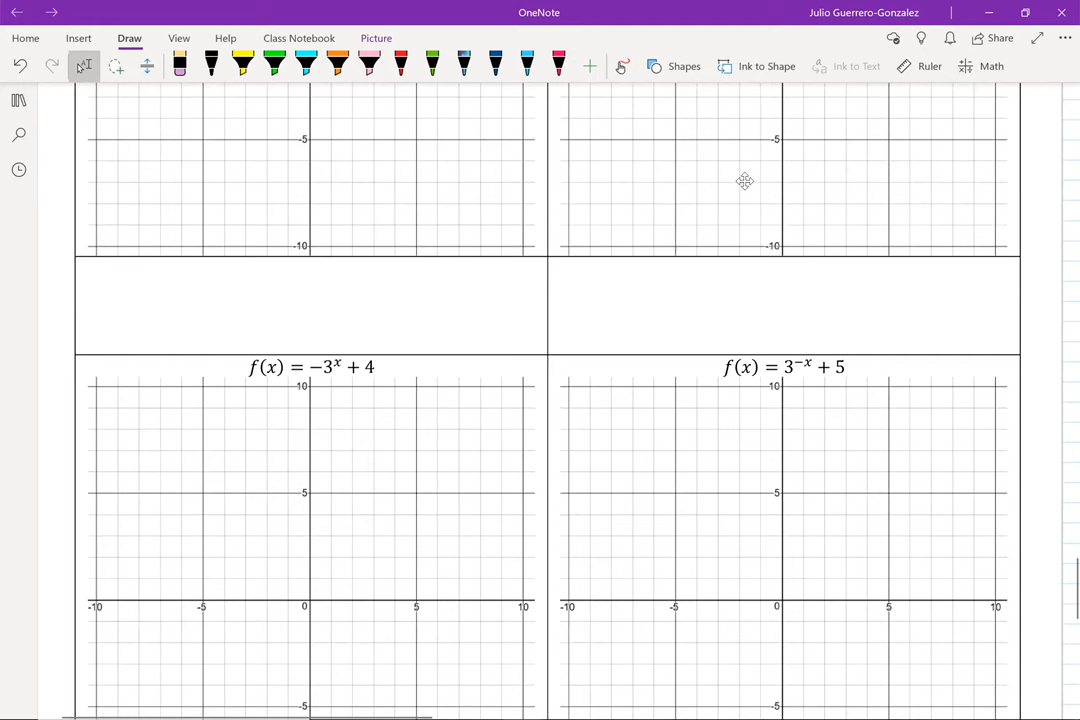 OneNote
Julio Guerrero-Gonzalez
Home Insert Draw View Help Class Notebook Picture
Share
Shapes Ink to Shape Ink to Text Ruler Math
-5 -5
-10 -10
f(x) = −3ˣ + 4 f(x) = 3⁻ˣ + 5
10 10
5 5
-10 -5 0 5 10 -10 -5 0 5 10
-5 -5